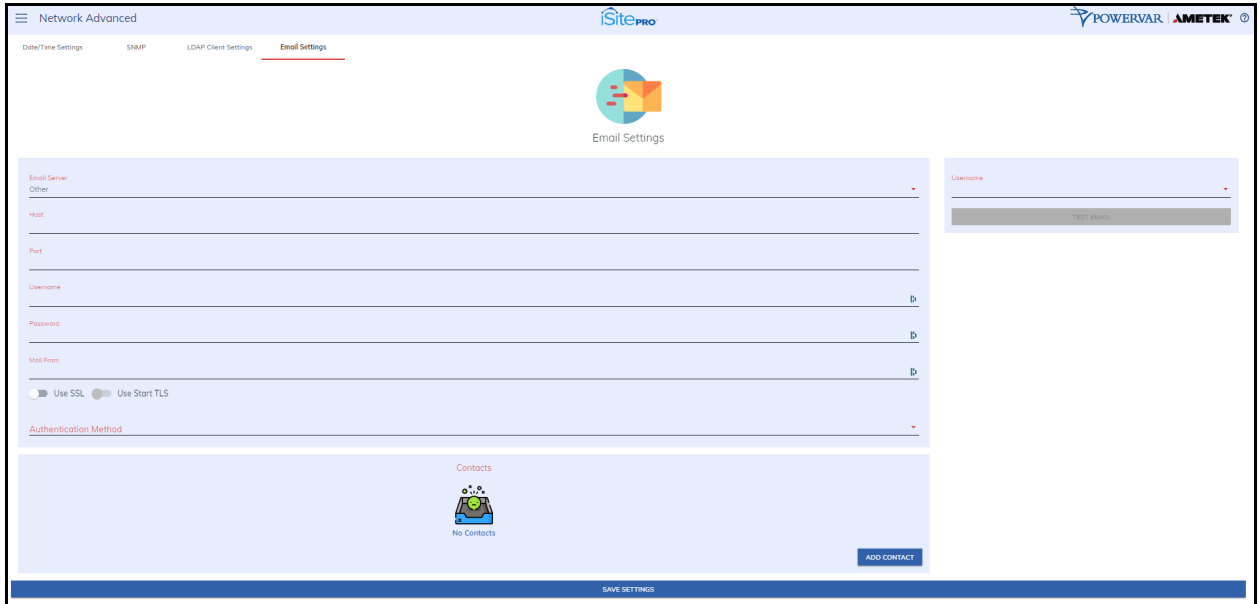 Network Advanced
iSitePRO
POWERVAR AMETEK
Date/Time Settings SNMP LDAP Client Settings Email Settings
Email Settings
Email Server
Other
Host
Port
Username
Password
Mail From
Use SSL Use Start TLS
Authentication Method
Username
TEST EMAIL
Contacts
No Contacts
ADD CONTACT
SAVE SETTINGS